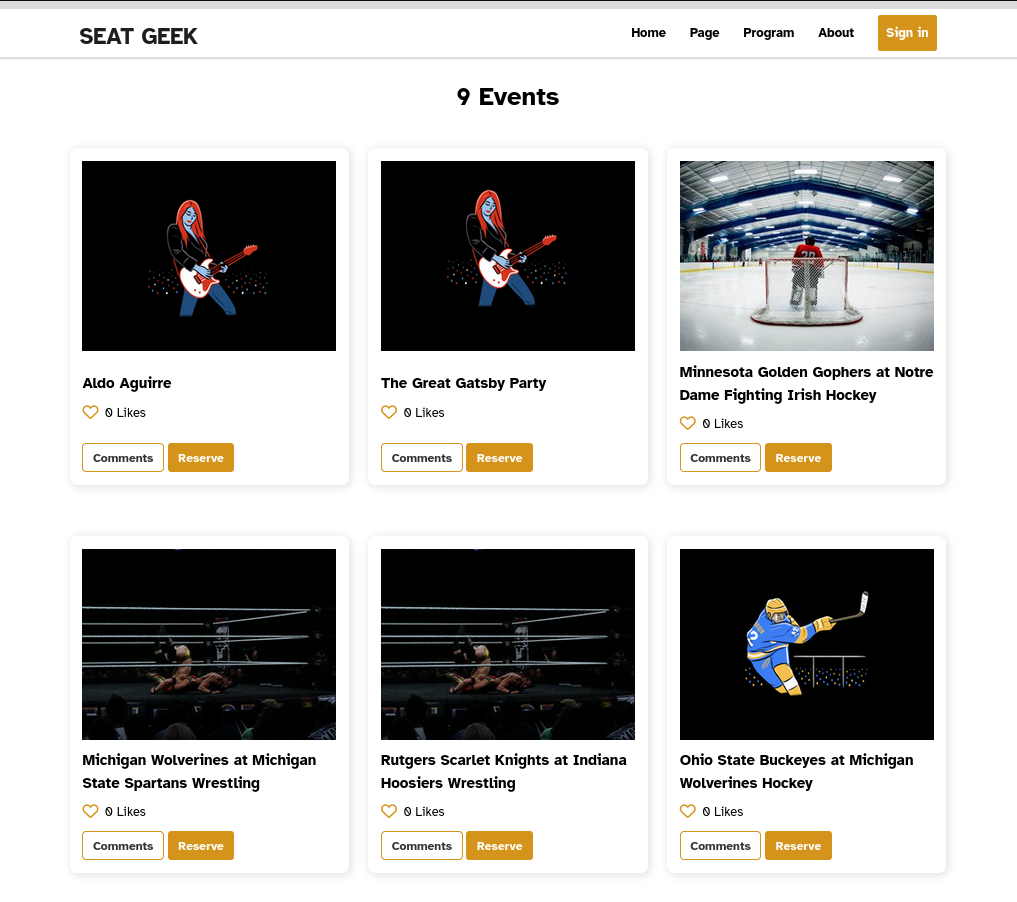 SEAT GEEK
Home Page Program About Sign in
9 Events
Aldo Aguirre
0 Likes
Comments Reserve
The Great Gatsby Party
0 Likes
Comments Reserve
Minnesota Golden Gophers at Notre
Dame Fighting Irish Hockey
0 Likes
Comments Reserve
Michigan Wolverines at Michigan
State Spartans Wrestling
0 Likes
Comments Reserve
Rutgers Scarlet Knights at Indiana
Hoosiers Wrestling
0 Likes
Comments Reserve
Ohio State Buckeyes at Michigan
Wolverines Hockey
0 Likes
Comments Reserve